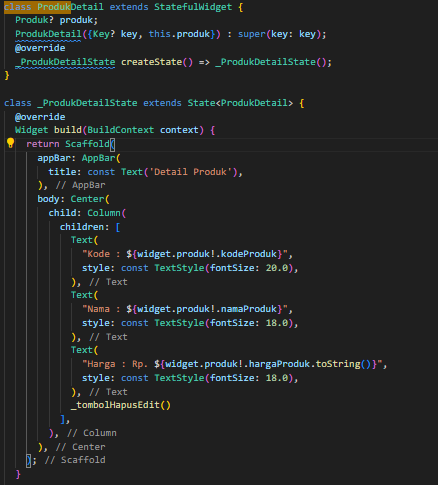 class ProdukDetail extends StatefulWidget {
  Produk? produk;
  ProdukDetail({Key? key, this.produk}) : super(key: key);
  @override
  _ProdukDetailState createState() => _ProdukDetailState();
}

class _ProdukDetailState extends State<ProdukDetail> {
  @override
  Widget build(BuildContext context) {
    return Scaffold(
      appBar: AppBar(
        title: const Text('Detail Produk'),
      ), // AppBar
      body: Center(
        child: Column(
          children: [
            Text(
              "Kode : ${widget.produk!.kodeProduk}",
              style: const TextStyle(fontSize: 20.0),
            ), // Text
            Text(
              "Nama : ${widget.produk!.namaProduk}",
              style: const TextStyle(fontSize: 18.0),
            ), // Text
            Text(
              "Harga : Rp. ${widget.produk!.hargaProduk.toString()}",
              style: const TextStyle(fontSize: 18.0),
            ), // Text
            _tombolHapusEdit()
          ],
        ), // Column
      ), // Center
    ); // Scaffold
  }